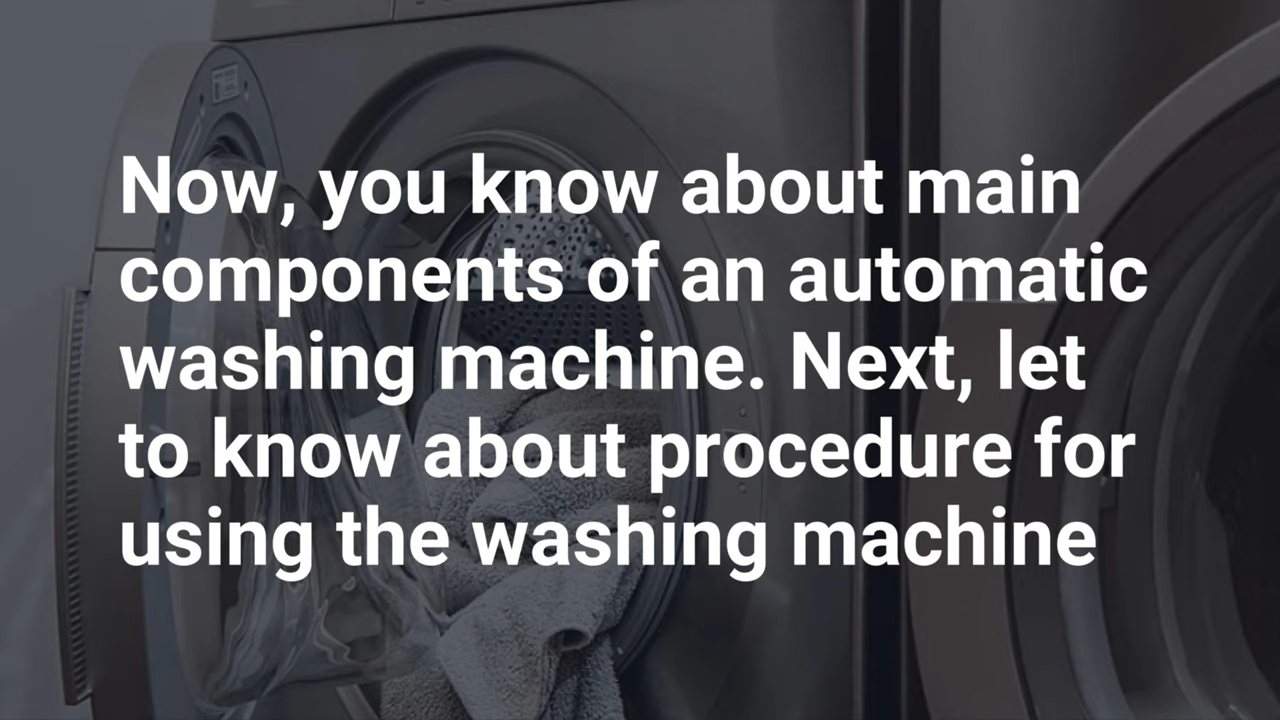 Now, you know about main
components of an automatic
washing machine. Next, let
to know about procedure for
using the washing machine